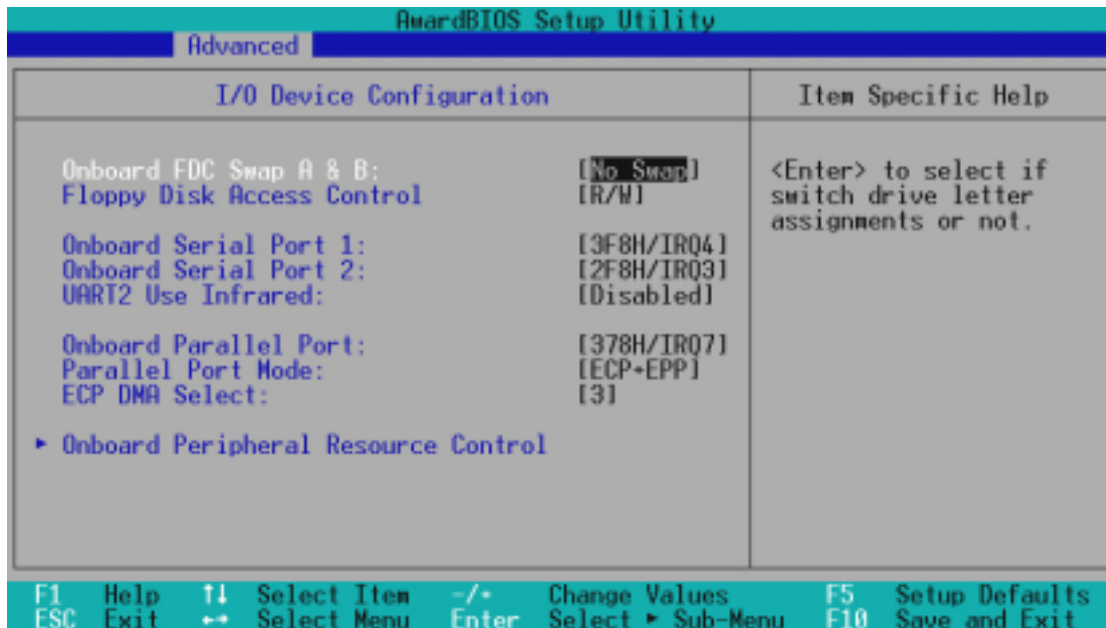 AwardBIOS Setup Utility
Advanced
I/O Device Configuration
Item Specific Help
Onboard FDC Swap A & B: [No Swap]
Floppy Disk Access Control [R/W]
Onboard Serial Port 1: [3F8H/IRQ4]
Onboard Serial Port 2: [2F8H/IRQ3]
UART2 Use Infrared: [Disabled]
Onboard Parallel Port: [378H/IRQ7]
Parallel Port Mode: [ECP+EPP]
ECP DMA Select: [3]
▸ Onboard Peripheral Resource Control
<Enter> to select if
switch drive letter
assignments or not.
F1 Help ↑↓ Select Item -/+ Change Values F5 Setup Defaults
ESC Exit ←→ Select Menu Enter Select ▸ Sub-Menu F10 Save and Exit